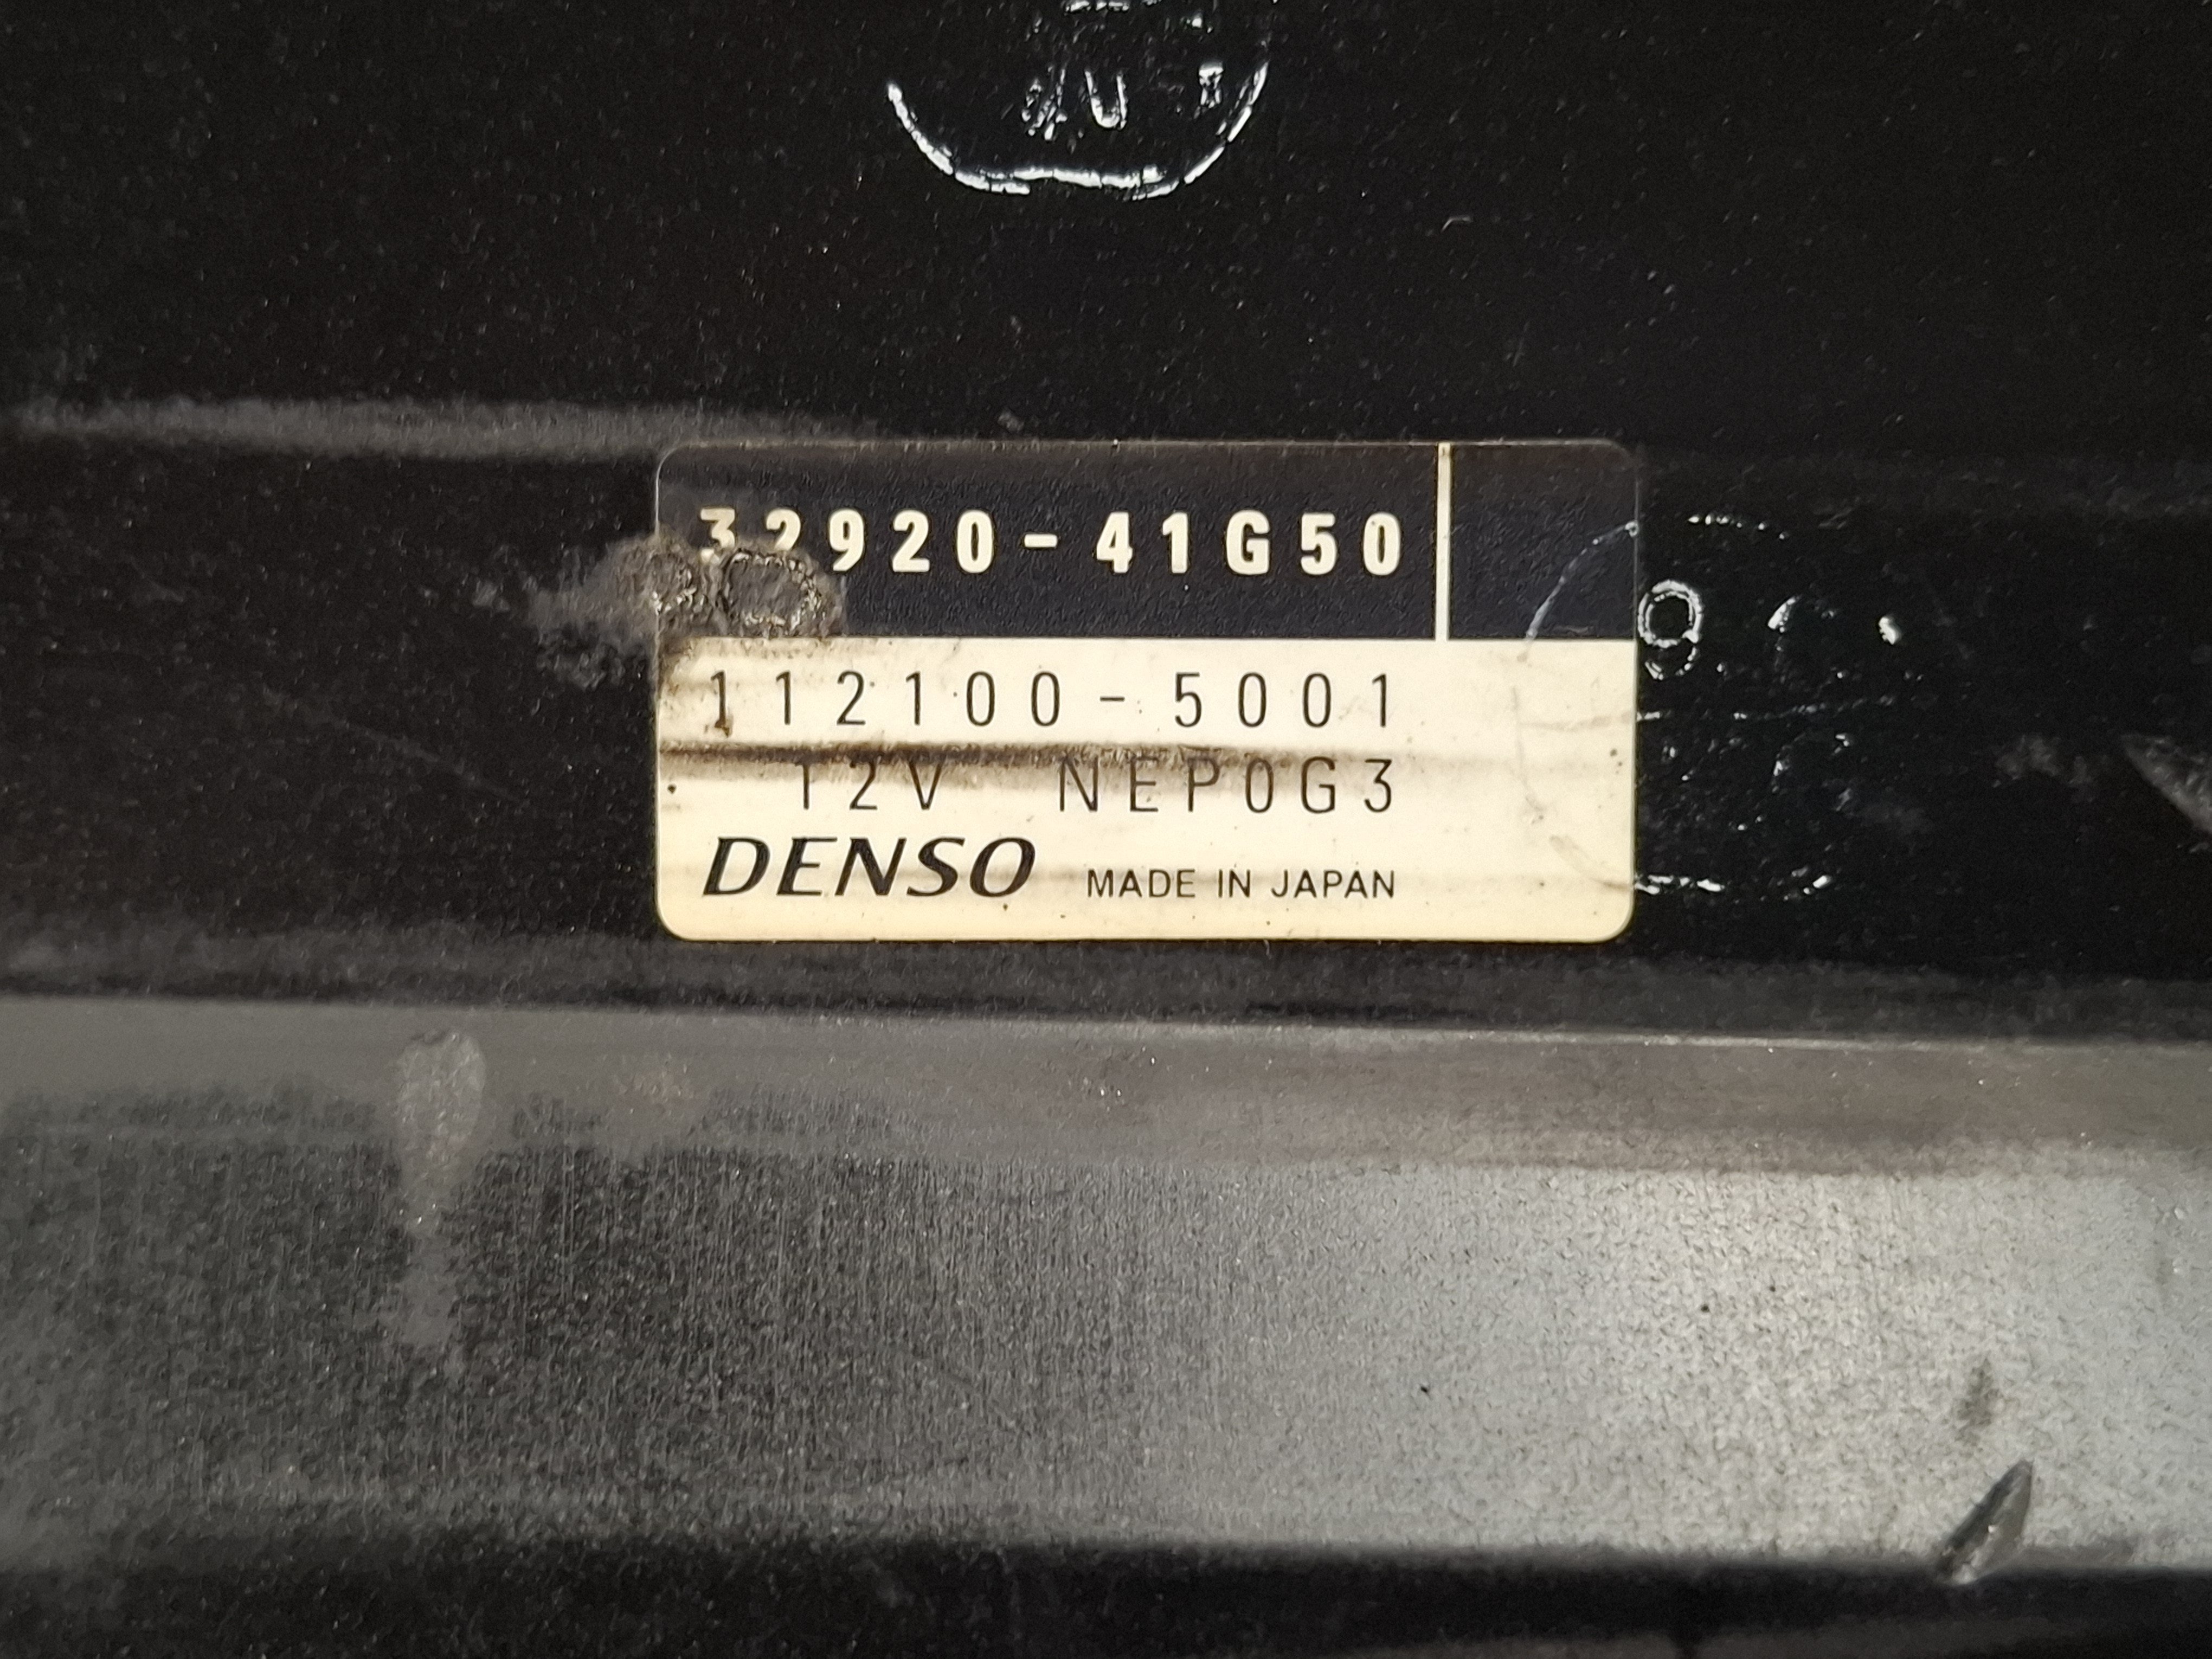 32920-41G50
112100-5001
12V NEP0G3
DENSO MADE IN JAPAN